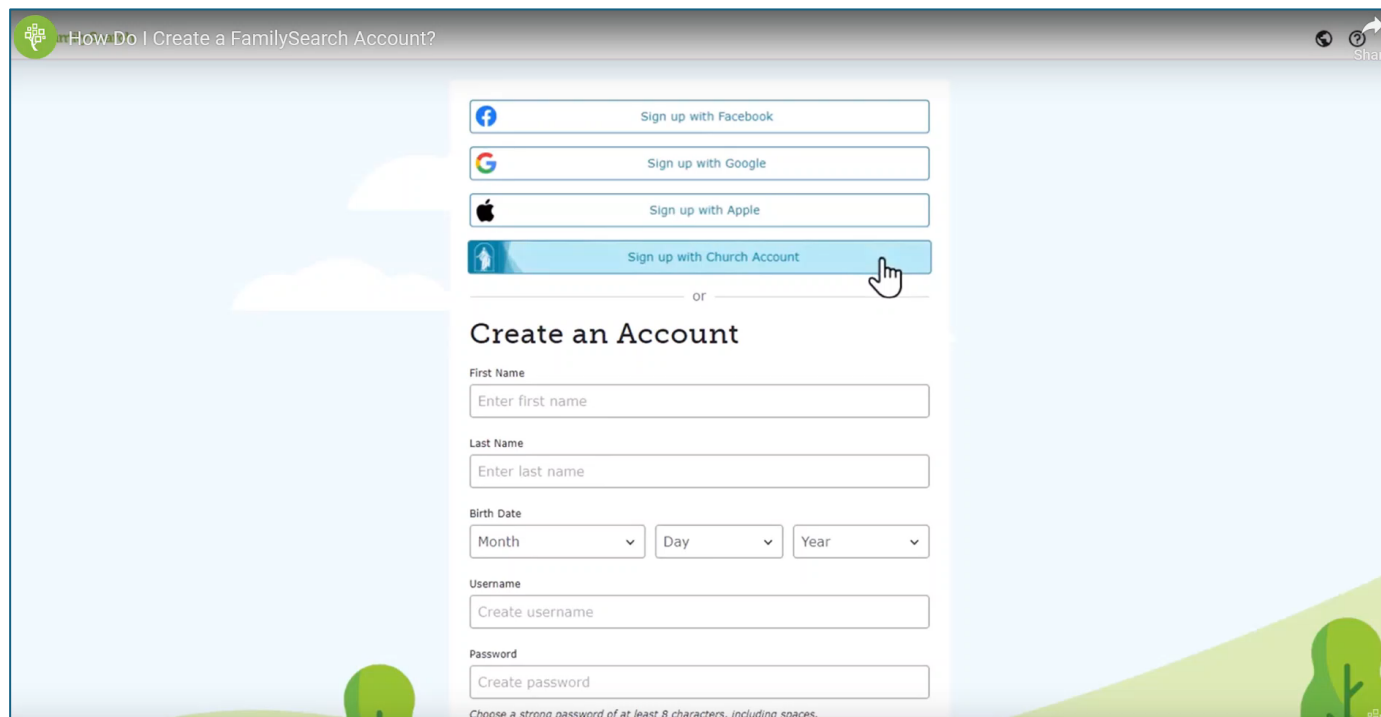 How Do I Create a FamilySearch Account?
Shar
Sign up with Facebook
Sign up with Google
Sign up with Apple
Sign up with Church Account
or
Create an Account
First Name
Enter first name
Last Name
Enter last name
Birth Date
Month Day Year
Username
Create username
Password
Create password
Choose a strong password of at least 8 characters, including spaces.